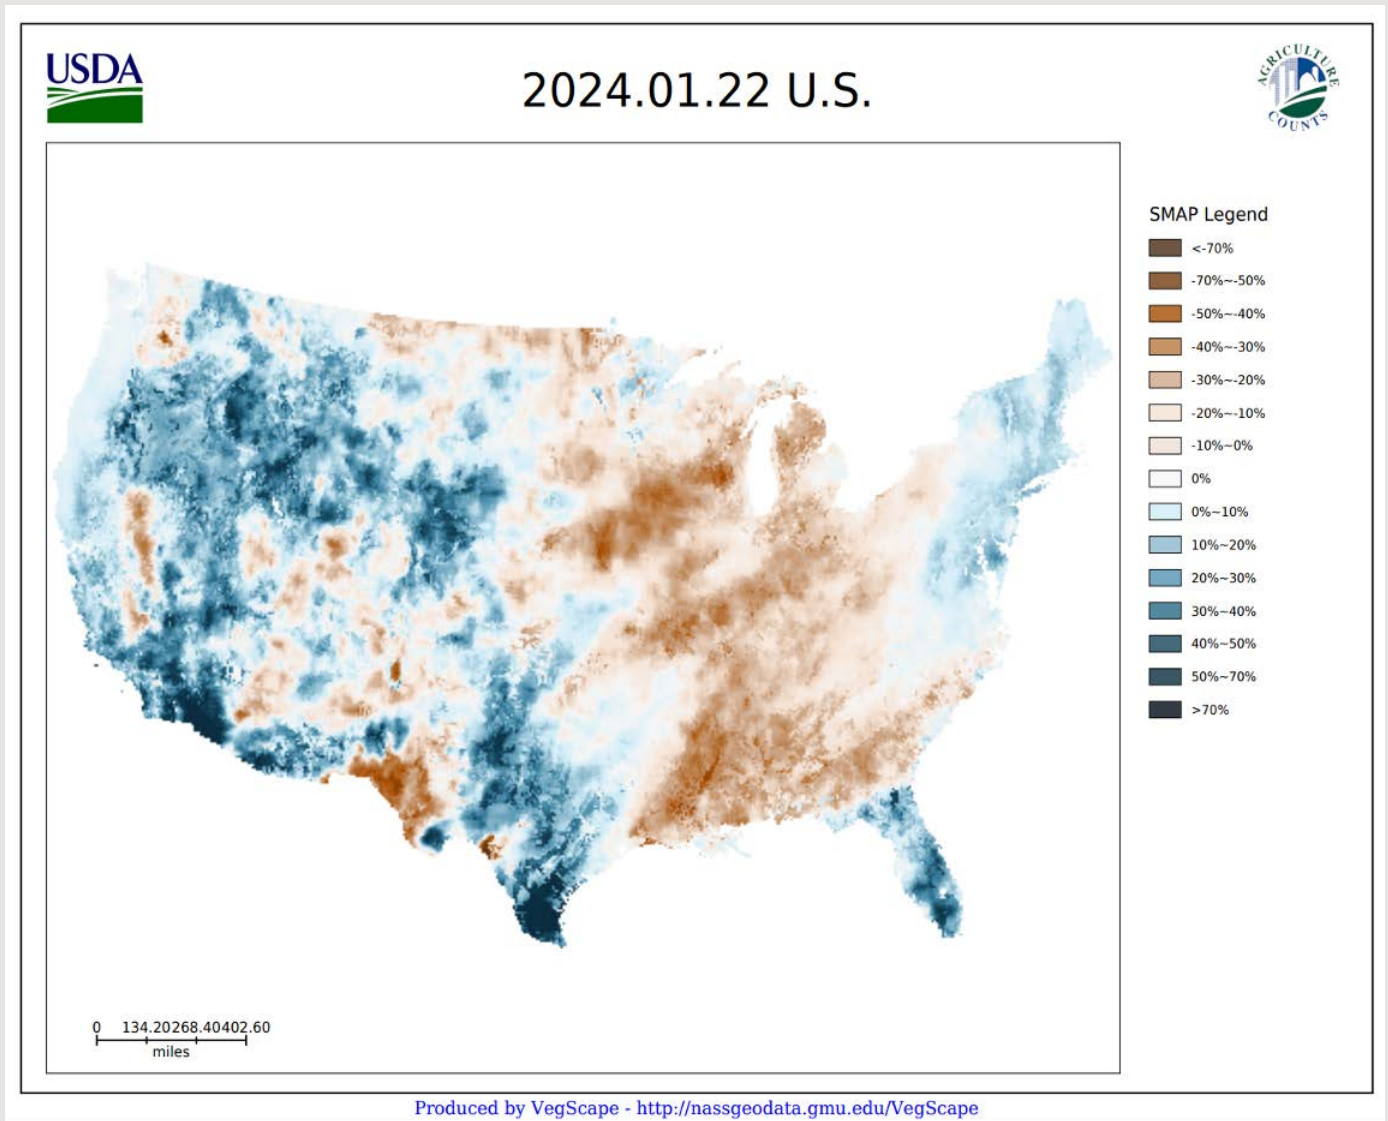 USDA
2024.01.22 U.S.
AGRICULTURE
COUNTS
SMAP Legend
<-70%
-70%~-50%
-50%~-40%
-40%~-30%
-30%~-20%
-20%~-10%
-10%~0%
0%
0%~10%
10%~20%
20%~30%
30%~40%
40%~50%
50%~70%
>70%
0 134.20268.40402.60
miles
Produced by VegScape - http://nassgeodata.gmu.edu/VegScape